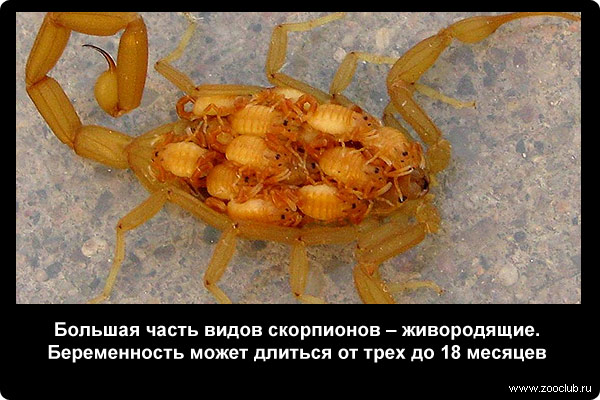 Большая часть видов скорпионов – живородящие.
Беременность может длиться от трех до 18 месяцев
www.zooclub.ru